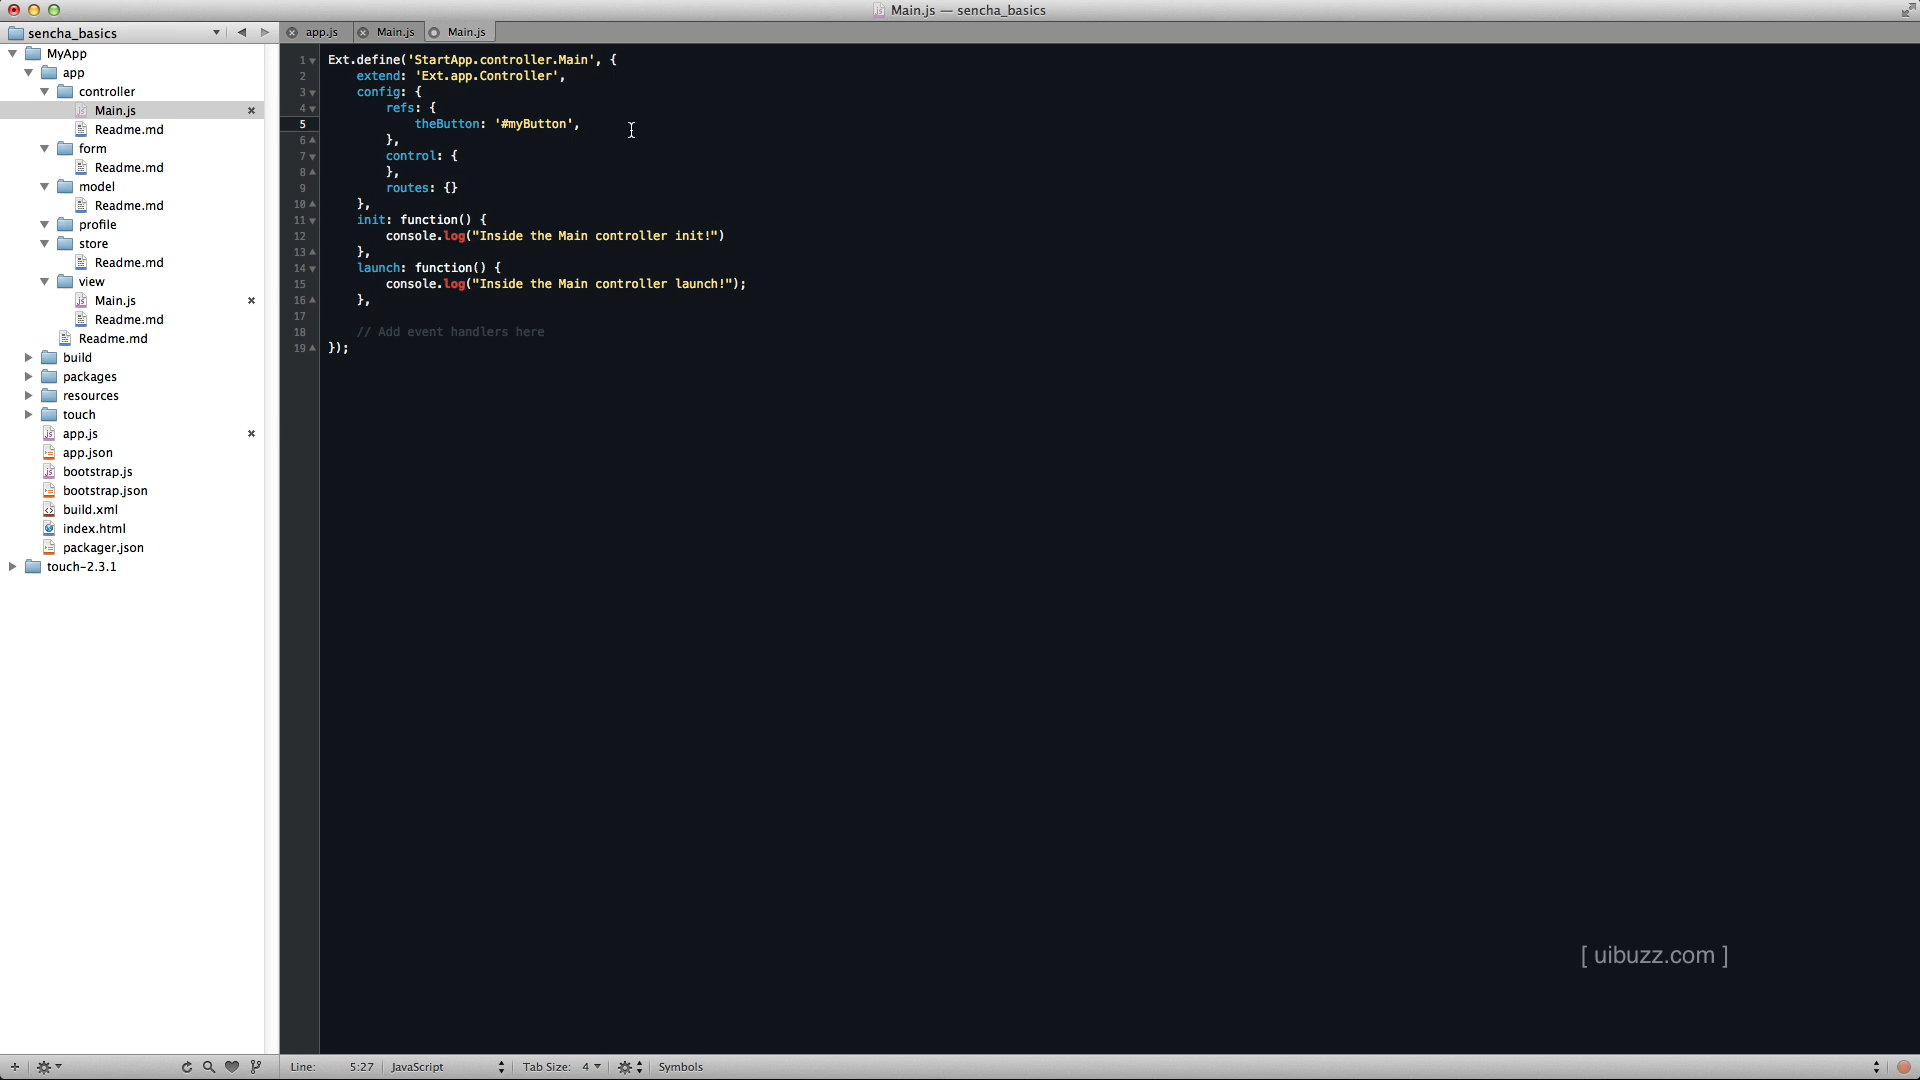 Main.js — sencha_basics
sencha_basics
app.js
Main.js
Main.js
MyApp
app
controller
Main.js
Readme.md
form
Readme.md
model
Readme.md
profile
store
Readme.md
view
Main.js
Readme.md
Readme.md
build
packages
resources
touch
app.js
app.json
bootstrap.js
bootstrap.json
build.xml
index.html
packager.json
touch-2.3.1
1 Ext.define('StartApp.controller.Main', {
2 extend: 'Ext.app.Controller',
3 config: {
4 refs: {
5 theButton: '#myButton',
6 },
7 control: {
8 },
9 routes: {}
10 },
11 init: function() {
12 console.log("Inside the Main controller init!")
13 },
14 launch: function() {
15 console.log("Inside the Main controller launch!");
16 },
17
18 // Add event handlers here
19 });
[ uibuzz.com ]
Line: 5:27 JavaScript Tab Size: 4 Symbols